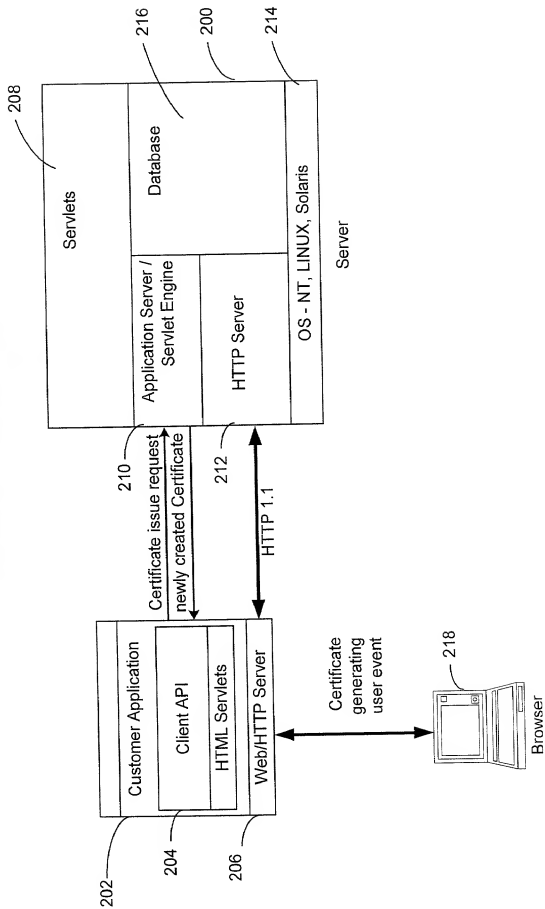 208
216
200
214
Servlets
Application Server /
Servlet Engine
Database
HTTP Server
OS - NT, LINUX, Solaris
Server
210
212
Certificate issue request
newly created Certificate
HTTP 1.1
Customer Application
Client API
HTML Servlets
Web/HTTP Server
202
204
206
Certificate
generating
user event
218
Browser